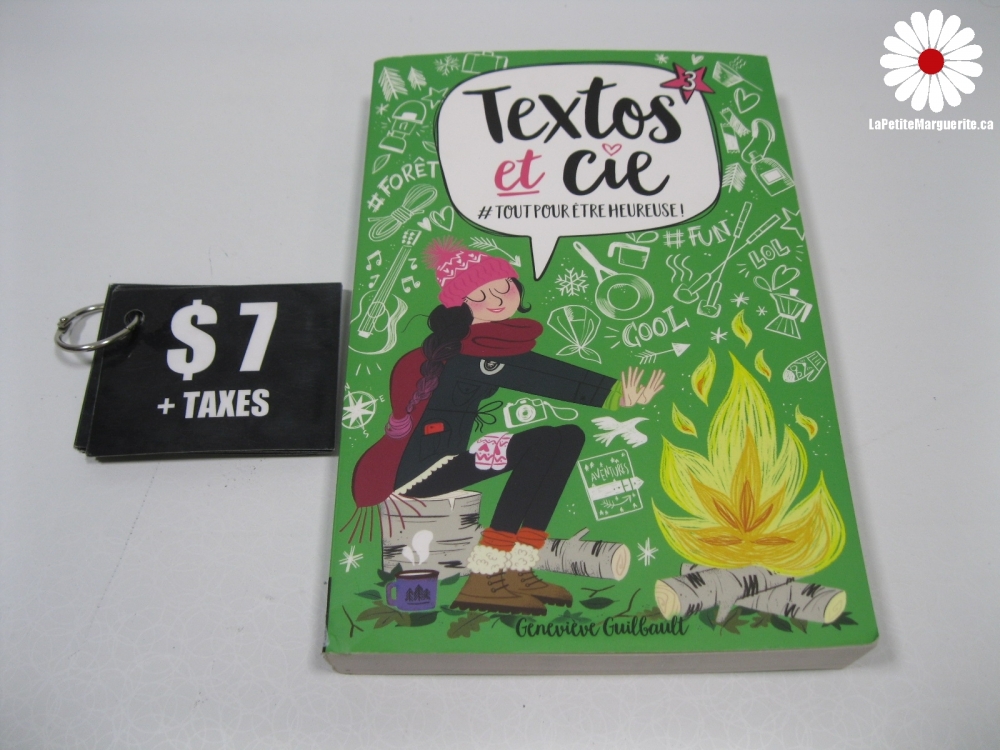 LaPetiteMarguerite.ca
3
Textos
et cie
#TOUT POUR ÊTRE HEUREUSE!
#FORÊT
#FUN
LOL
COOL
$7
+ TAXES
AVENTURES
Geneviève Guilbault